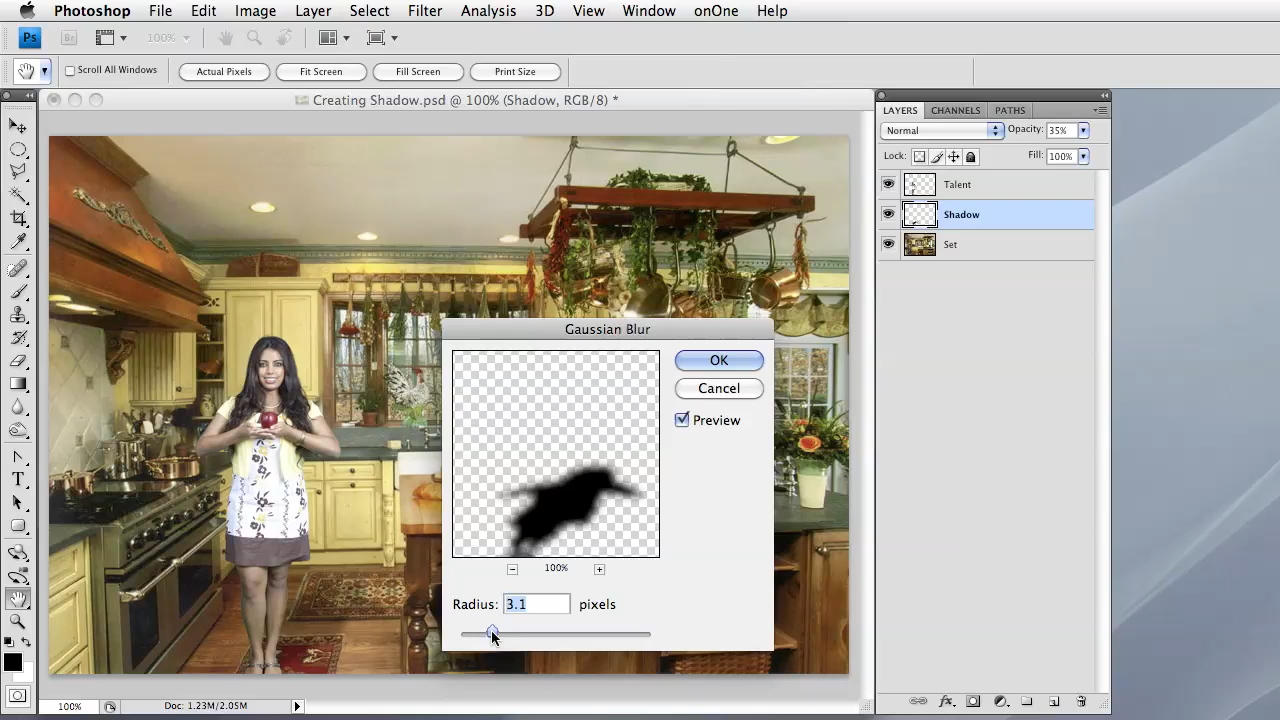 Photoshop File Edit Image Layer Select Filter Analysis 3D View Window onOne Help
Ps Br 100%
Scroll All Windows Actual Pixels Fit Screen Fill Screen Print Size
Creating Shadow.psd @ 100% (Shadow, RGB/8) *
LAYERS CHANNELS PATHS
Normal Opacity: 35%
Lock: Fill: 100%
Talent
Shadow
Set
Gaussian Blur
OK
Cancel
Preview
100%
Radius: 3.1 pixels
T
fx
100% Doc: 1.23M/2.05M